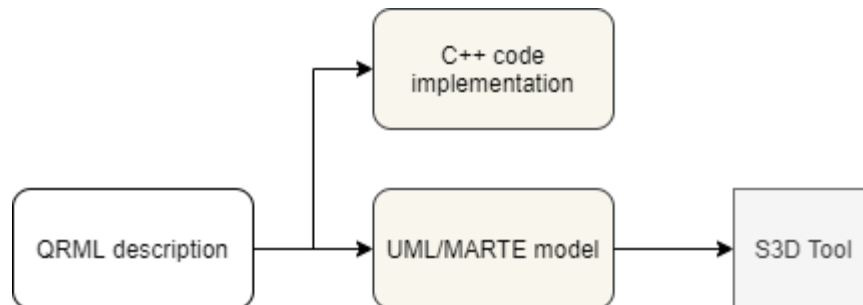 C++ code
implementation
QRML description
UML/MARTE model
S3D Tool